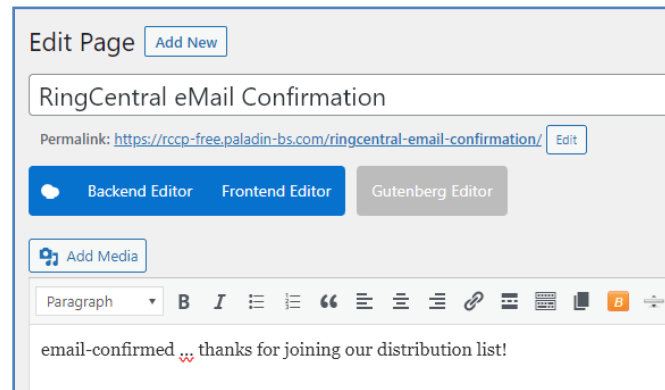 Edit Page Add New
RingCentral eMail Confirmation
Permalink: https://rccp-free.paladin-bs.com/ringcentral-email-confirmation/ Edit
Backend Editor Frontend Editor Gutenberg Editor
Add Media
Paragraph B I B
email-confirmed ... thanks for joining our distribution list!